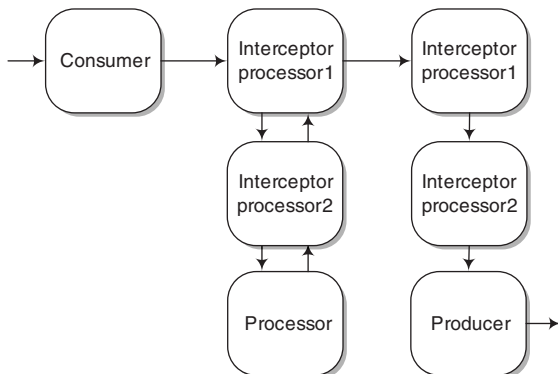 Consumer
Interceptor
processor1
Interceptor
processor1
Interceptor
processor2
Interceptor
processor2
Processor
Producer